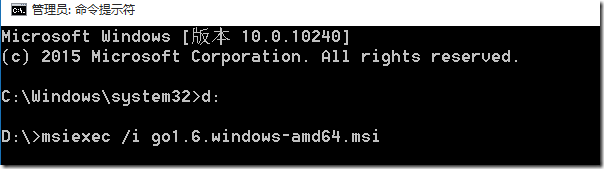 管理员: 命令提示符
Microsoft Windows [版本 10.0.10240]
(c) 2015 Microsoft Corporation. All rights reserved.
C:\Windows\system32>d:
D:\>msiexec /i go1.6.windows-amd64.msi